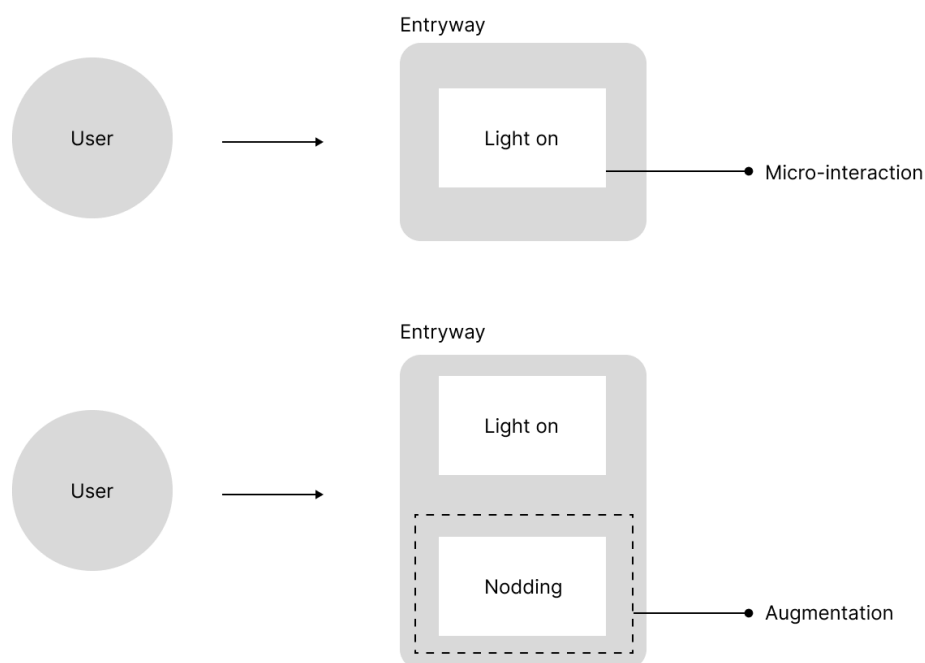 Entryway
User
Light on
Micro-interaction
Entryway
Light on
User
Nodding
Augmentation